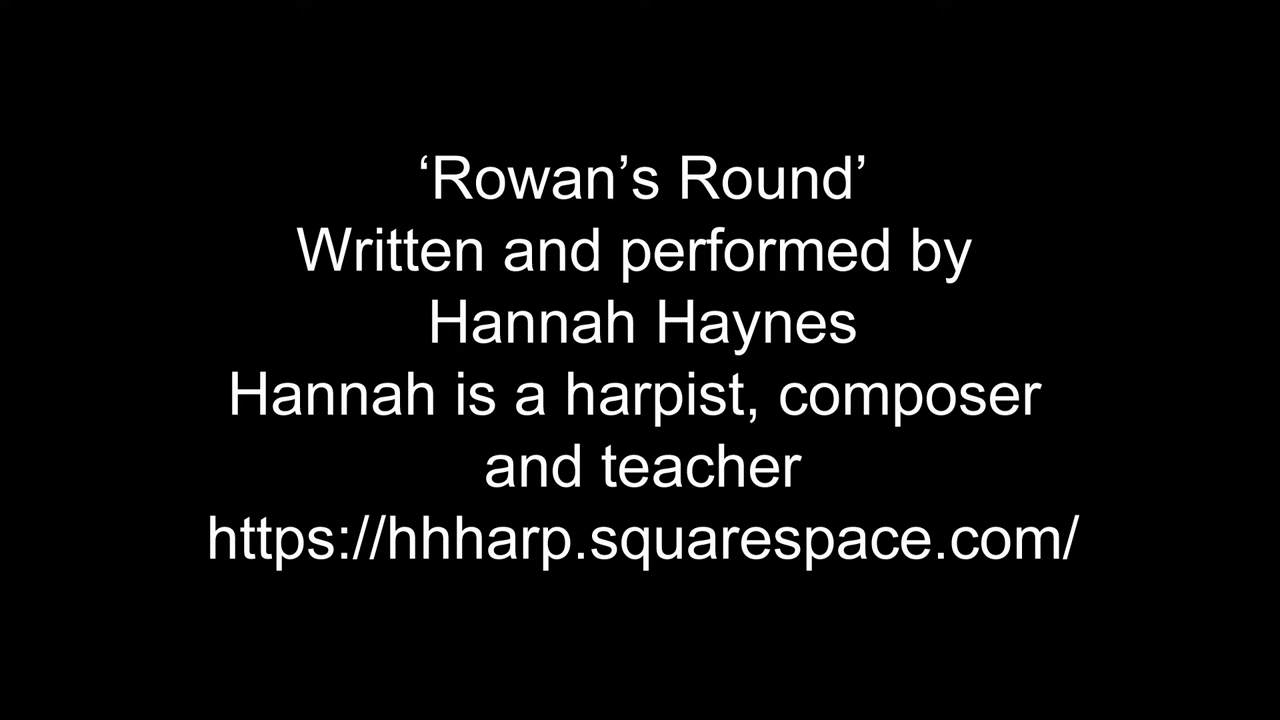 ‘Rowan’s Round’
Written and performed by
Hannah Haynes
Hannah is a harpist, composer
and teacher
https://hhharp.squarespace.com/